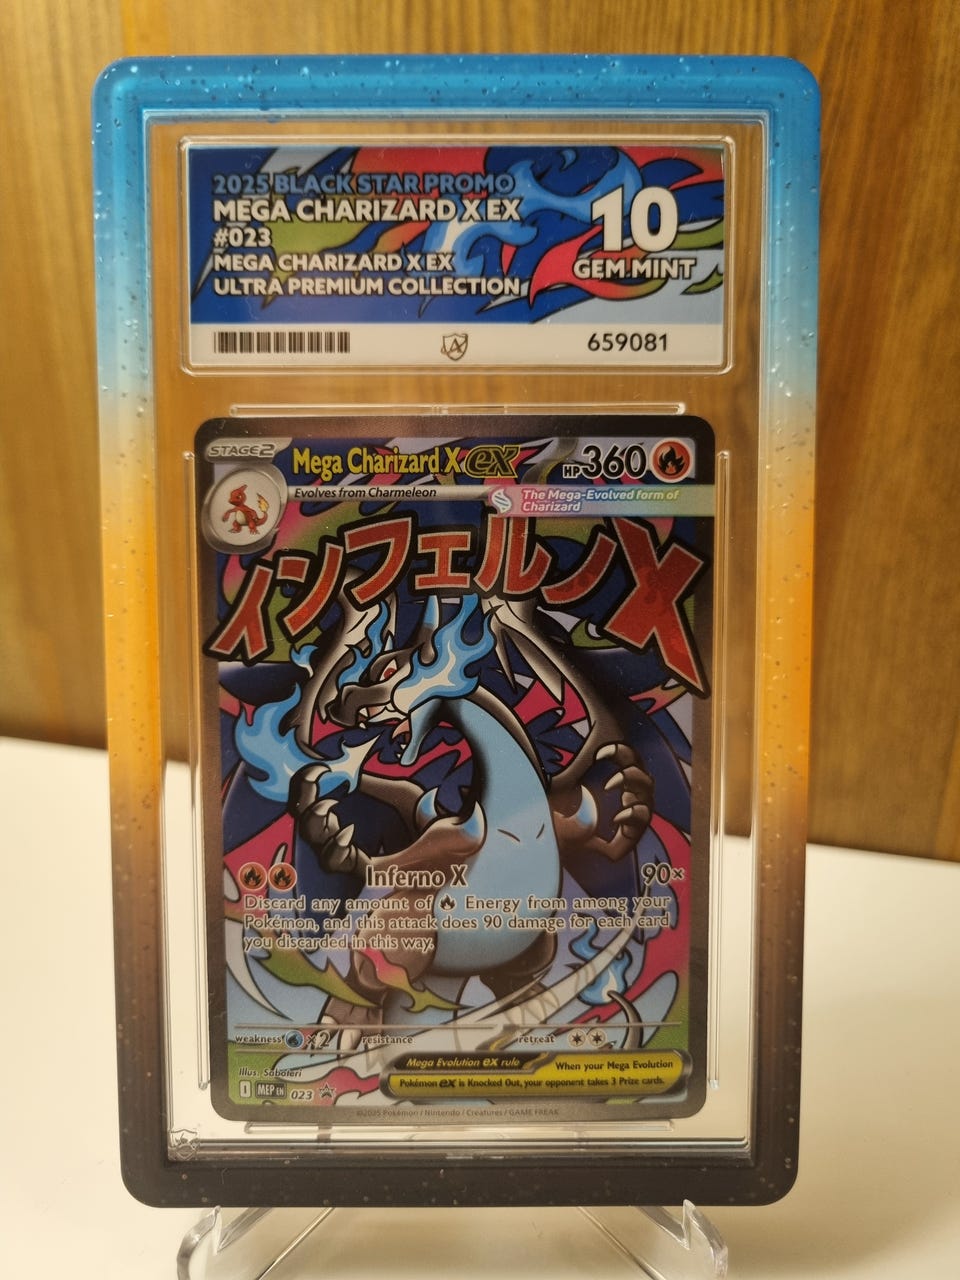 2025 BLACK STAR PROMO
MEGA CHARIZARD X EX
#023
MEGA CHARIZARD X EX
ULTRA PREMIUM COLLECTION
10
GEM MINT
659081
STAGE 2
Mega Charizard X ex
HP 360
Evolves from Charmeleon
The Mega-Evolved form of
Charizard
インフェルノX
Inferno X 90×
Discard any amount of Energy from among your
Pokémon, and this attack does 90 damage for each card
you discarded in this way.
weakness ×2 resistance retreat
Illus. Saboteri
Mega Evolution ex rule When your Mega Evolution
Pokémon ex is Knocked Out, your opponent takes 3 Prize cards.
MEP EN 023
©2025 Pokémon / Nintendo / Creatures / GAME FREAK